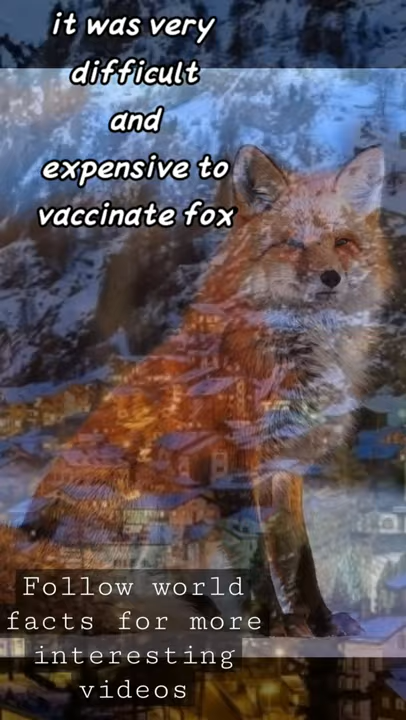 it was very
difficult
and
expensive to
vaccinate fox
Follow world
facts for more
interesting
videos